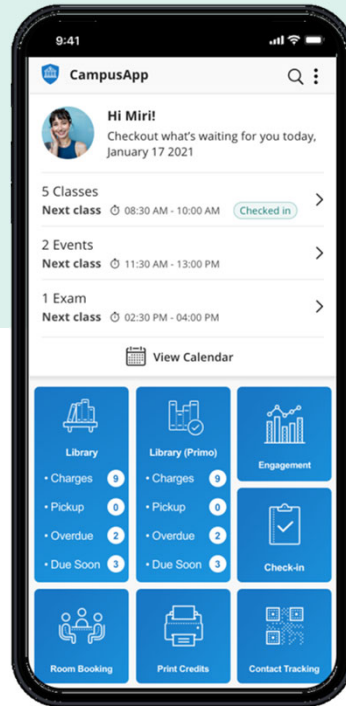 9:41
CampusApp
Hi Miri!
Checkout what's waiting for you today,
January 17 2021
5 Classes
Next class 08:30 AM - 10:00 AM Checked in
2 Events
Next class 11:30 AM - 13:00 PM
1 Exam
Next class 02:30 PM - 04:00 PM
View Calendar
Library
• Charges 9
• Pickup 0
• Overdue 2
• Due Soon 3
Library (Primo)
• Charges 9
• Pickup 0
• Overdue 2
• Due Soon 3
Engagement
Check-in
Room Booking
Print Credits
Contact Tracking